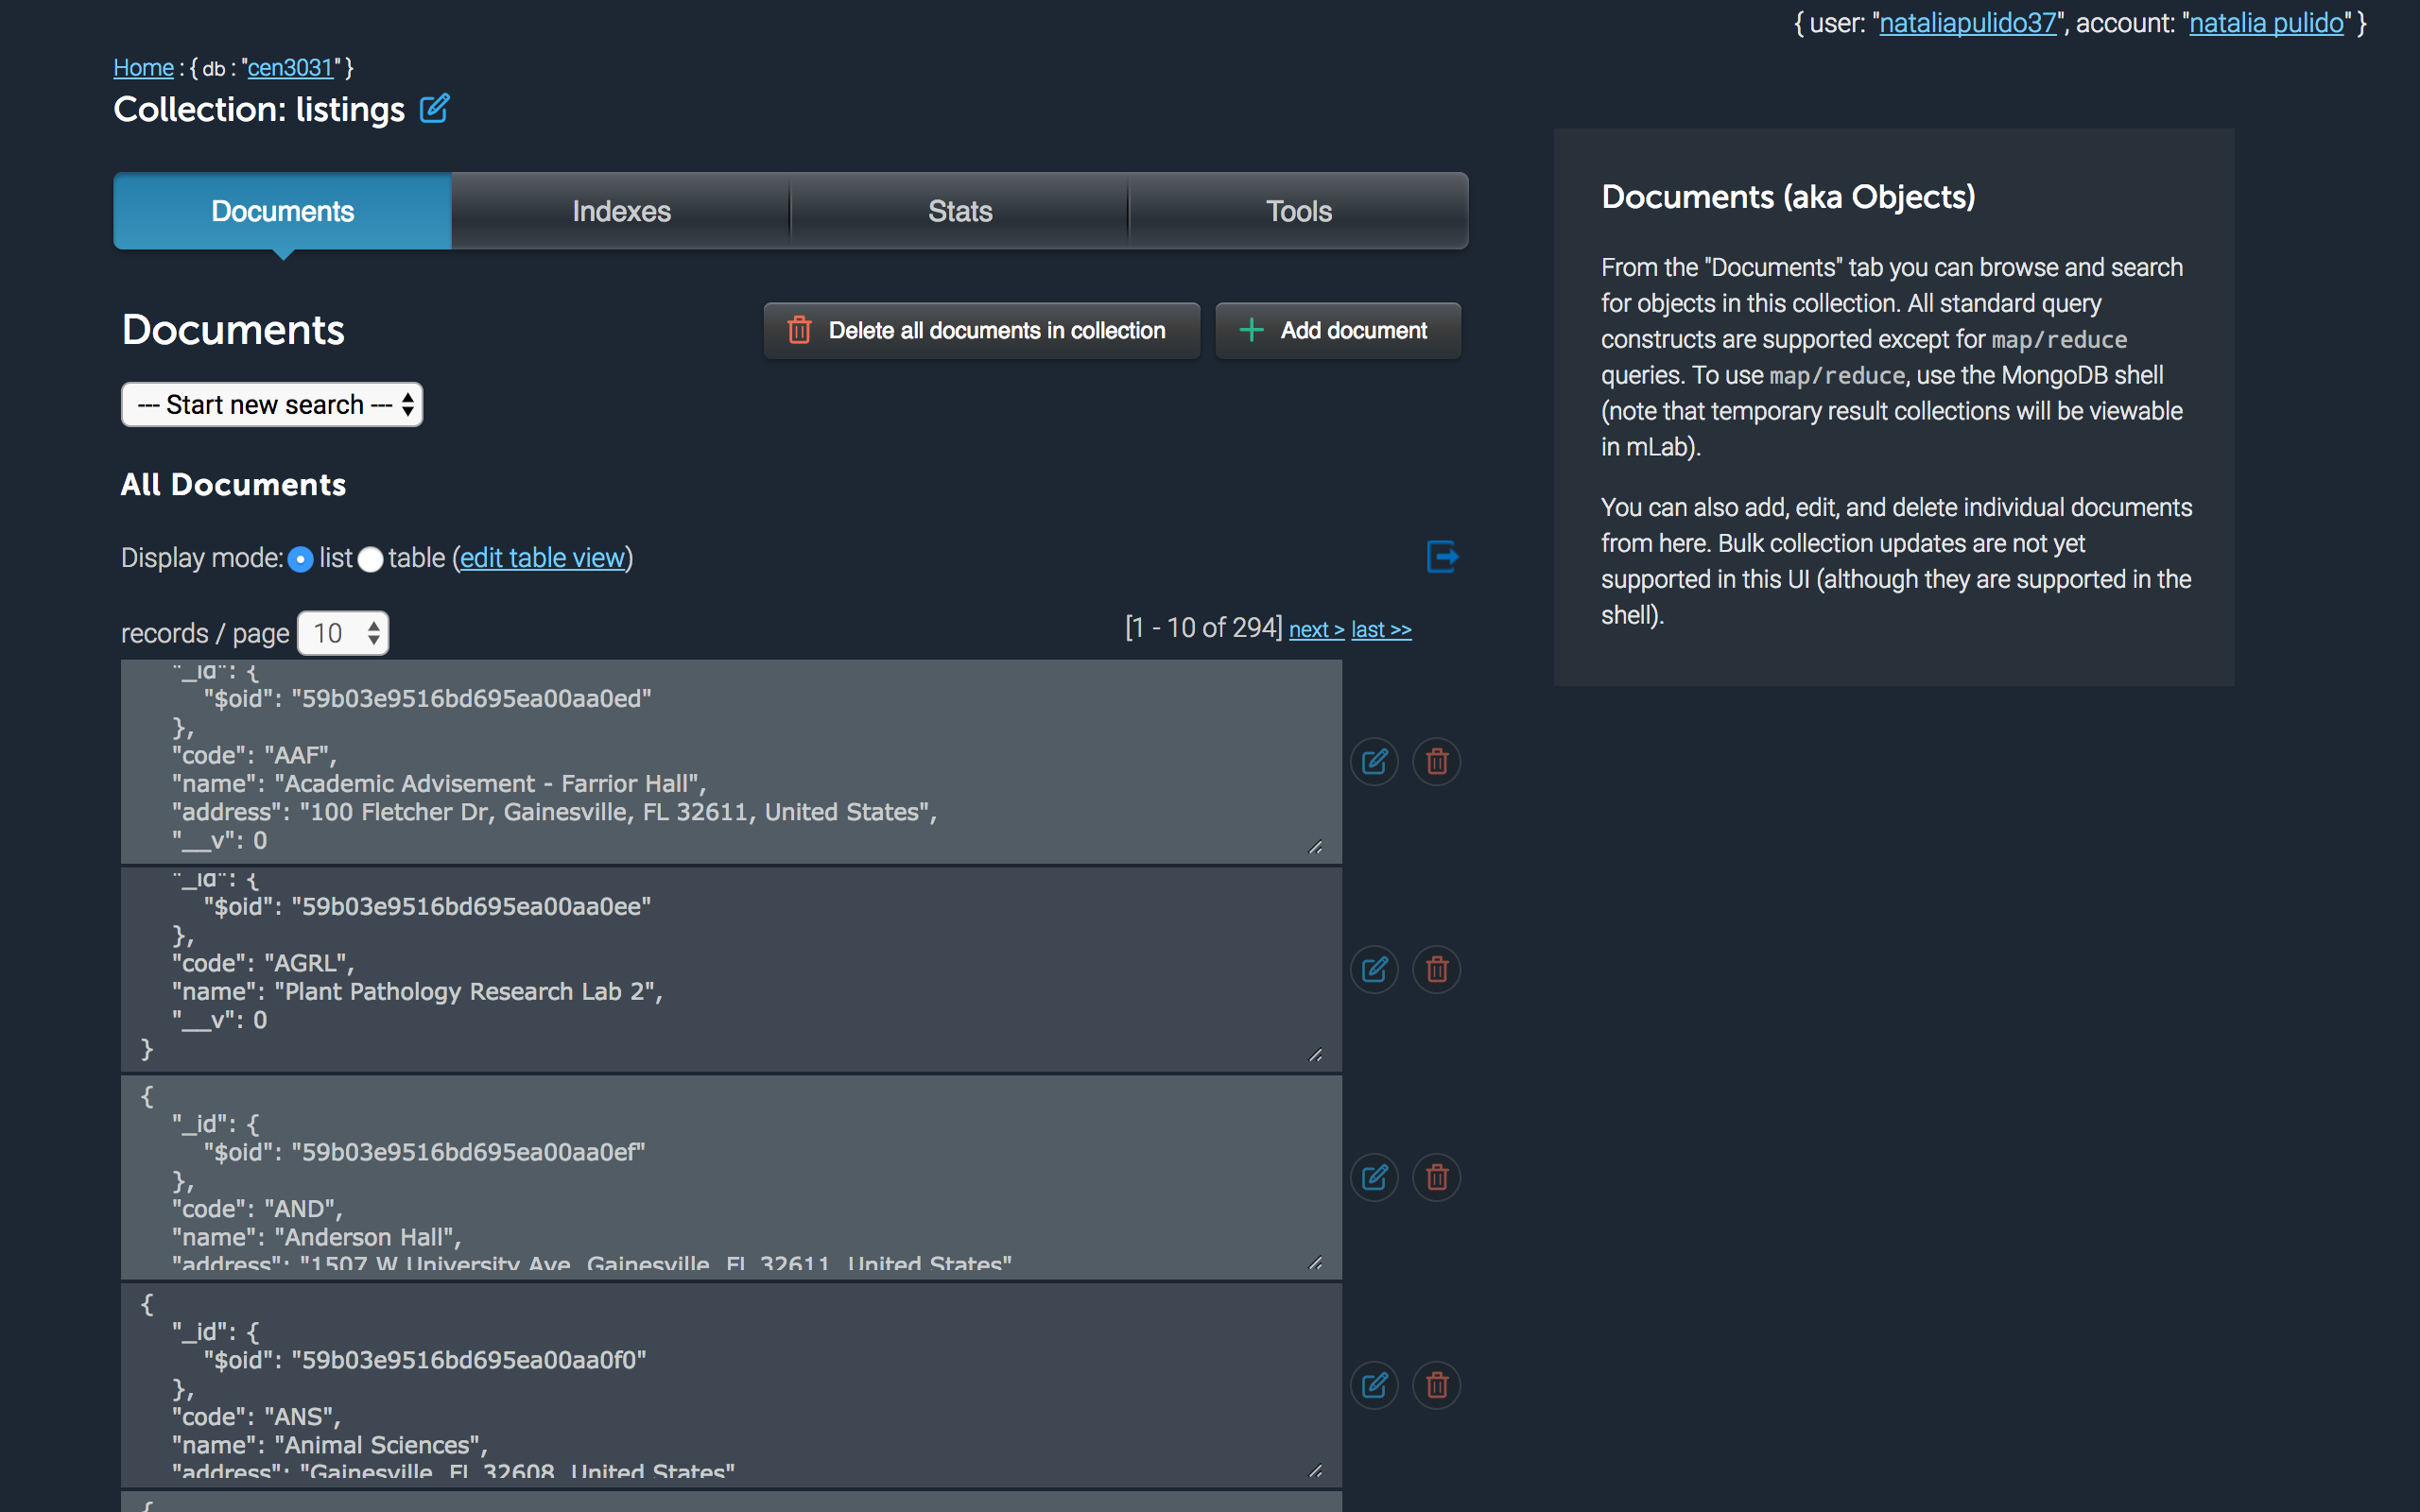 { user: "nataliapulido37", account: "natalia pulido" }
Home : { db : "cen3031" }
Collection: listings
Documents
Indexes
Stats
Tools
Documents
Delete all documents in collection
Add document
--- Start new search ---
All Documents
Display mode: list table (edit table view)
records / page 10
[1 - 10 of 294] next > last >>
"_id": {
"$oid": "59b03e9516bd695ea00aa0ed"
},
"code": "AAF",
"name": "Academic Advisement - Farrior Hall",
"address": "100 Fletcher Dr, Gainesville, FL 32611, United States",
"__v": 0
"_id": {
"$oid": "59b03e9516bd695ea00aa0ee"
},
"code": "AGRL",
"name": "Plant Pathology Research Lab 2",
"__v": 0
}
{
"_id": {
"$oid": "59b03e9516bd695ea00aa0ef"
},
"code": "AND",
"name": "Anderson Hall",
"address": "1507 W University Ave, Gainesville, FL 32611, United States"
{
"_id": {
"$oid": "59b03e9516bd695ea00aa0f0"
},
"code": "ANS",
"name": "Animal Sciences",
"address": "Gainesville, FL 32608, United States"
{
Documents (aka Objects)
From the "Documents" tab you can browse and search
for objects in this collection. All standard query
constructs are supported except for map/reduce
queries. To use map/reduce, use the MongoDB shell
(note that temporary result collections will be viewable
in mLab).
You can also add, edit, and delete individual documents
from here. Bulk collection updates are not yet
supported in this UI (although they are supported in the
shell).